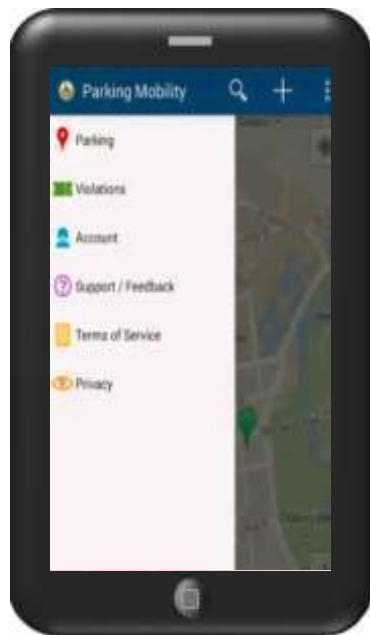 Parking Mobility
Parking
Violations
Account
Support / Feedback
Terms of Service
Privacy